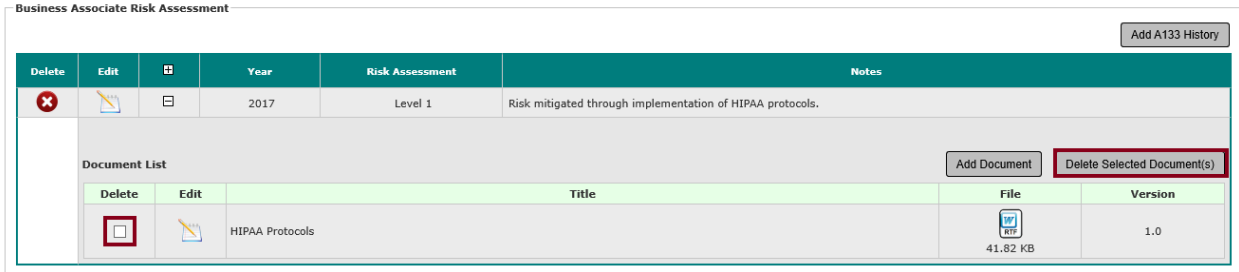 Business Associate Risk Assessment
Add A133 History
Delete Edit Year Risk Assessment Notes
2017 Level 1 Risk mitigated through implementation of HIPAA protocols.
Document List Add Document Delete Selected Document(s)
Delete Edit Title File Version
HIPAA Protocols W RTF 1.0
41.82 KB